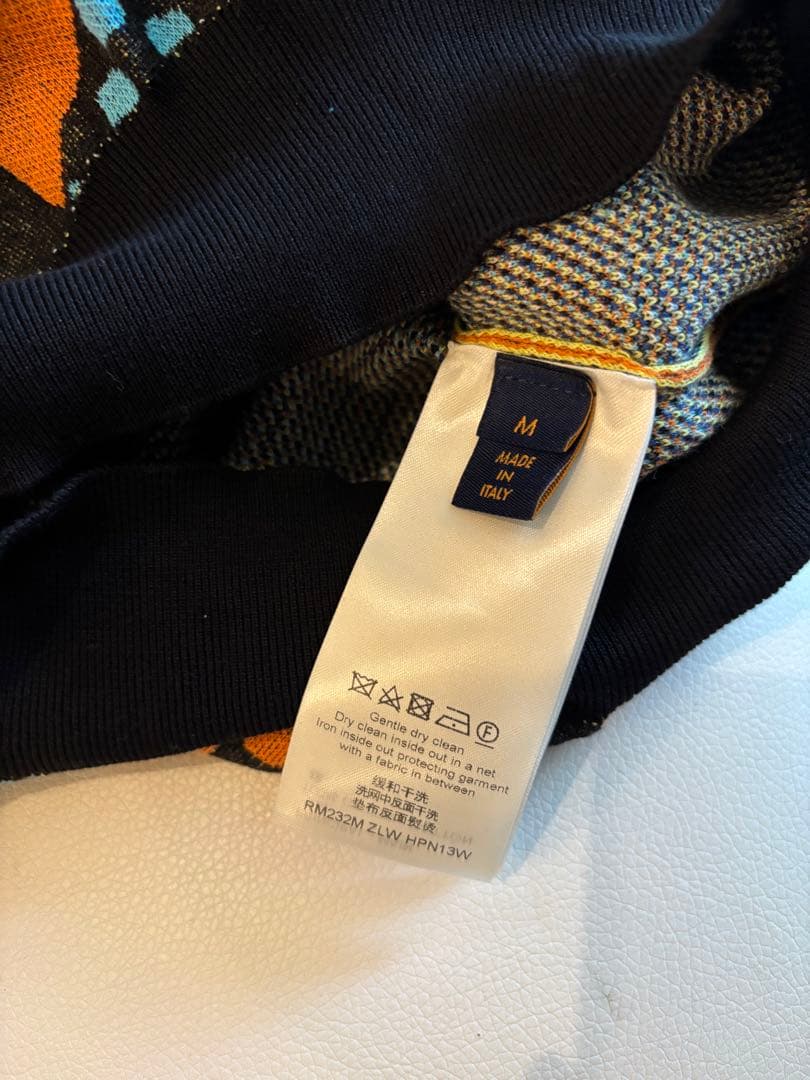 M
MADE
IN
ITALY
F
Gentle dry clean
Dry clean inside out in a net
Iron inside out protecting garment
with a fabric in between
缓和干洗
洗网中反面干洗
垫布反面熨烫
RM232M ZLW HPN13W